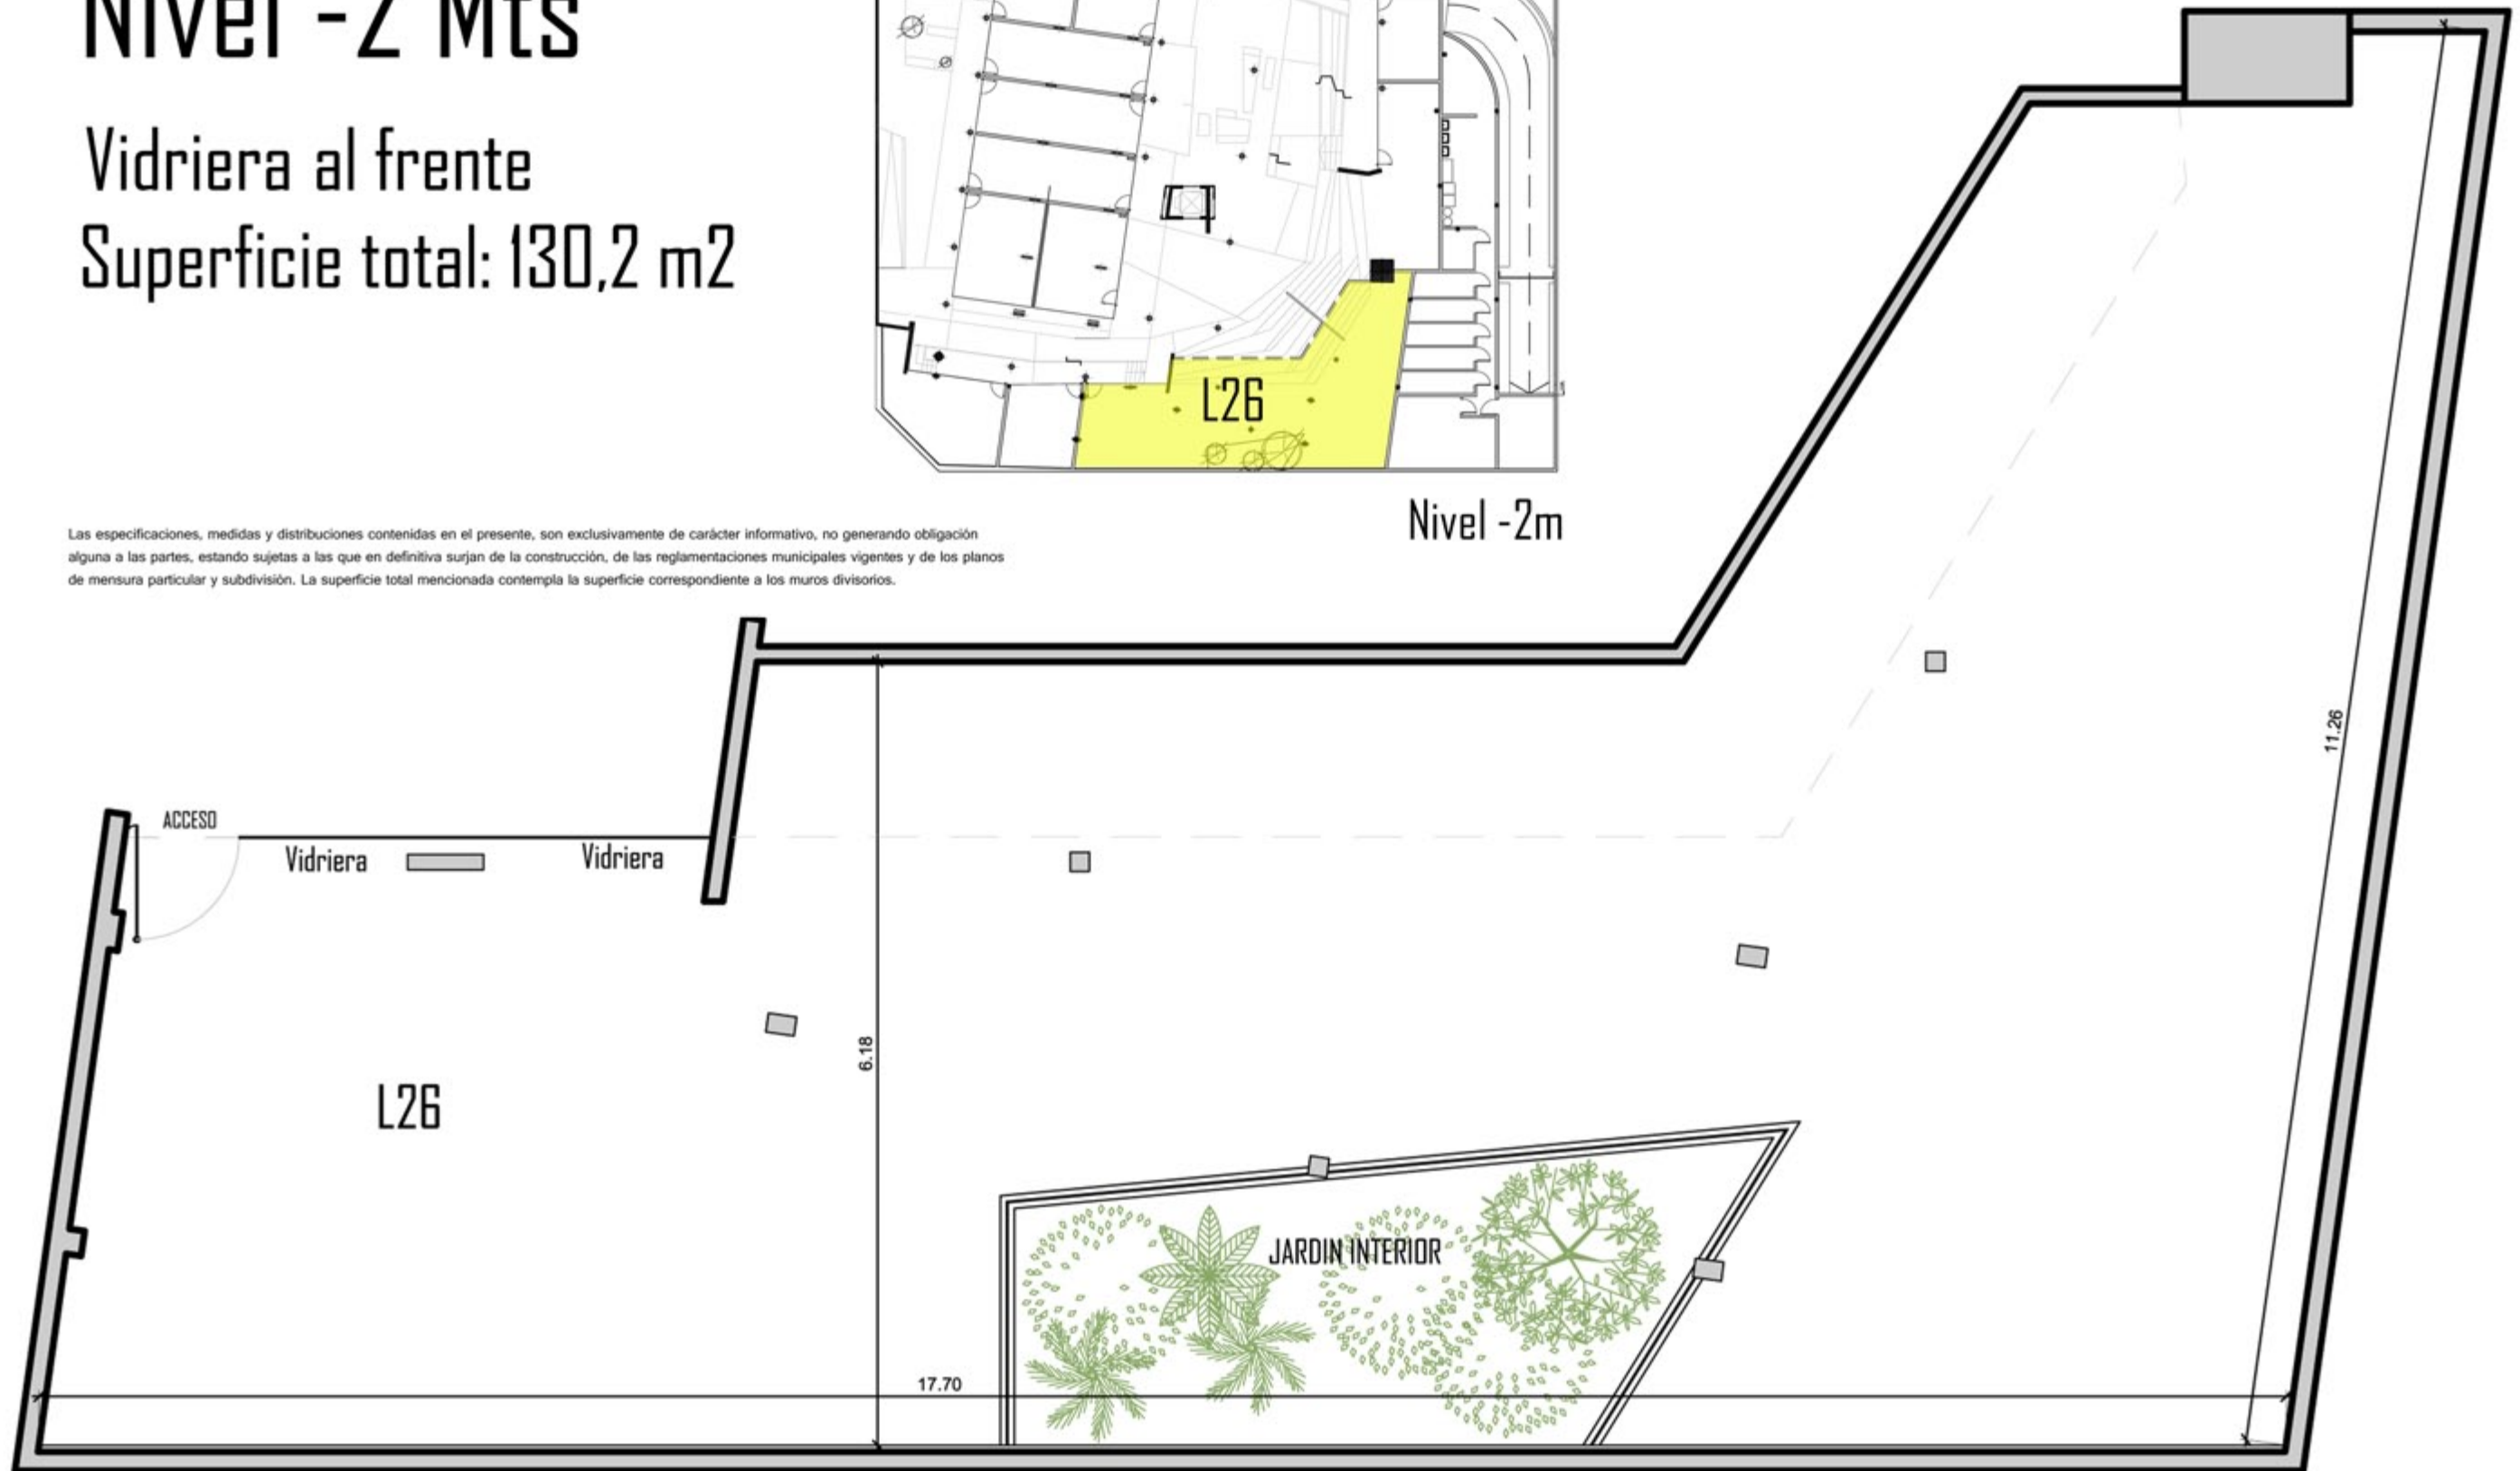 Nivel -2 Mts
Vidriera al frente
Superficie total: 130,2 m2
L26
Nivel -2m
Las especificaciones, medidas y distribuciones contenidas en el presente, son exclusivamente de carácter informativo, no generando obligación
alguna a las partes, estando sujetas a las que en definitiva surjan de la construcción, de las reglamentaciones municipales vigentes y de los planos
de mensura particular y subdivisión. La superficie total mencionada contempla la superficie correspondiente a los muros divisorios.
11.26
ACCESO
Vidriera
Vidriera
6.18
L26
JARDIN INTERIOR
17.70